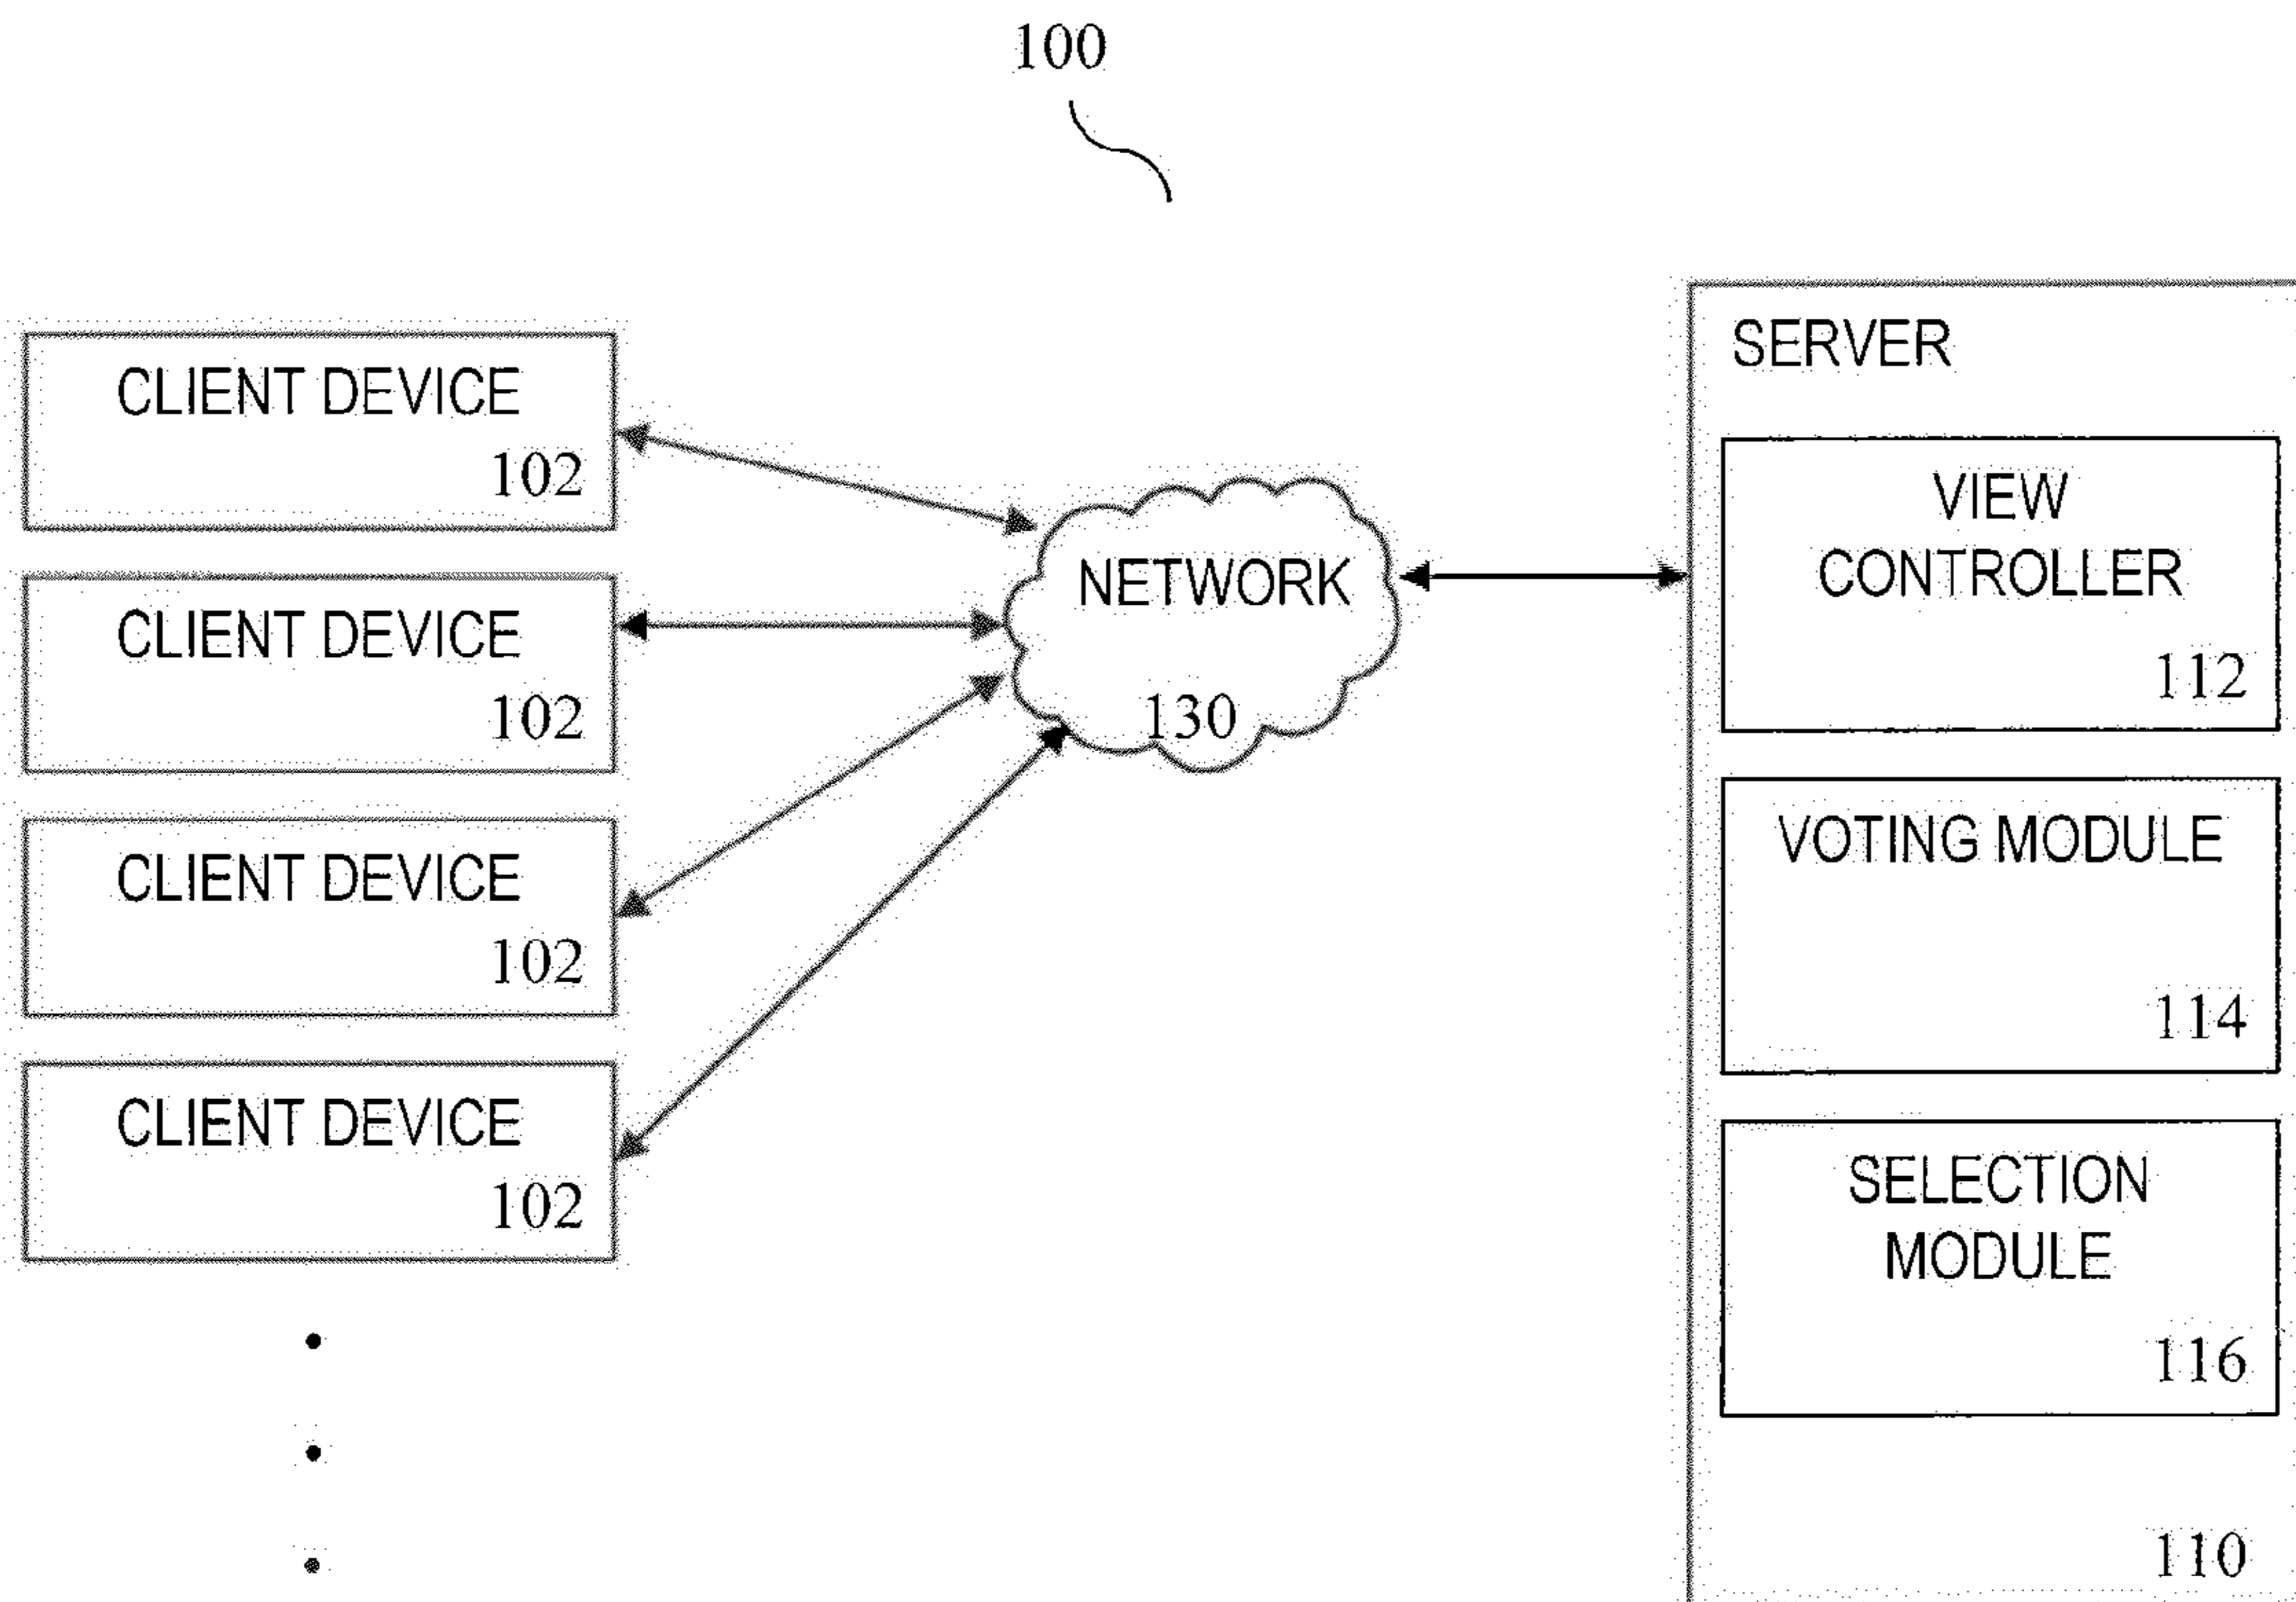 100
CLIENT DEVICE
102
CLIENT DEVICE
102
CLIENT DEVICE
102
CLIENT DEVICE
102
NETWORK
130
SERVER
VIEW
CONTROLLER
112
VOTING MODULE
114
SELECTION
MODULE
116
110